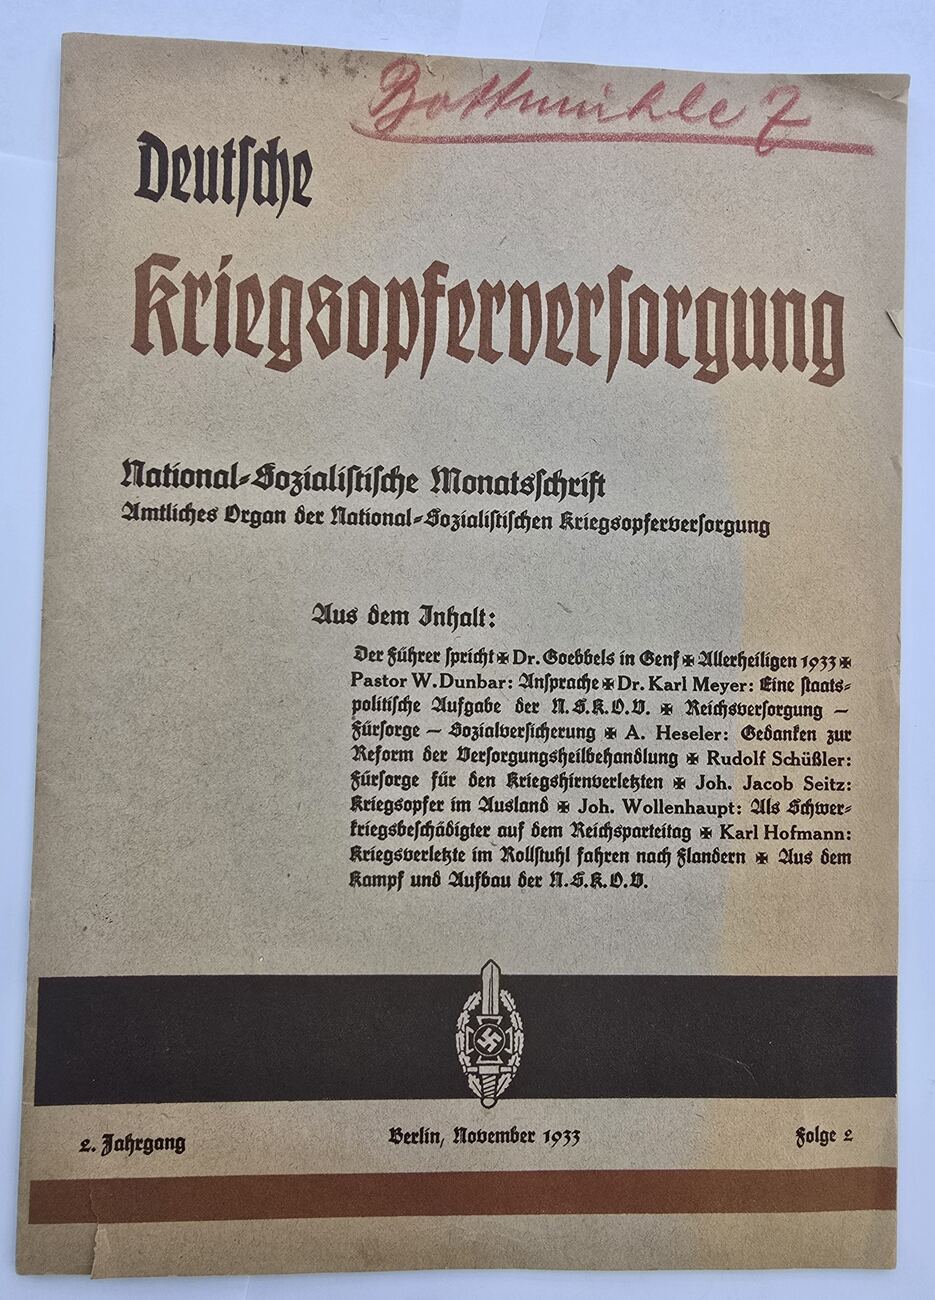 Bottmühle 7
Deutsche
Kriegsopferversorgung
National-Sozialistische Monatsschrift
Amtliches Organ der National-Sozialistischen Kriegsopferversorgung
Aus dem Inhalt:
Der Führer spricht ✠ Dr. Goebbels in Genf ✠ Allerheiligen 1933 ✠
Pastor W. Dunbar: Ansprache ✠ Dr. Karl Meyer: Eine staats-
politische Aufgabe der N.S.K.O.V. ✠ Reichsversorgung —
Fürsorge — Sozialversicherung ✠ A. Heseler: Gedanken zur
Reform der Versorgungsheilbehandlung ✠ Rudolf Schüßler:
Fürsorge für den Kriegshirnverletzten ✠ Joh. Jacob Seitz:
Kriegsopfer im Ausland ✠ Joh. Wollenhaupt: Als Schwer-
kriegsbeschädigter auf dem Reichsparteitag ✠ Karl Hofmann:
Kriegsverletzte im Rollstuhl fahren nach Flandern ✠ Aus dem
Kampf und Aufbau der N.S.K.O.V.
2. Jahrgang
Berlin, November 1933
Folge 2